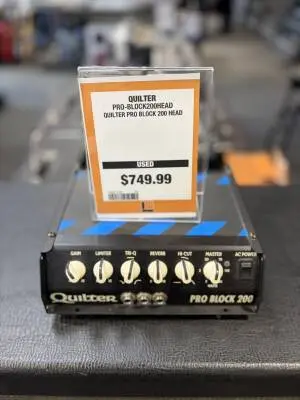 QUILTER
PRO-BLOCK200HEAD
QUILTER PRO BLOCK 200 HEAD
USED
$749.99
GAIN LIMITER TRI-Q REVERB HI-CUT MASTER AC POWER
QUILTER PRO BLOCK 200